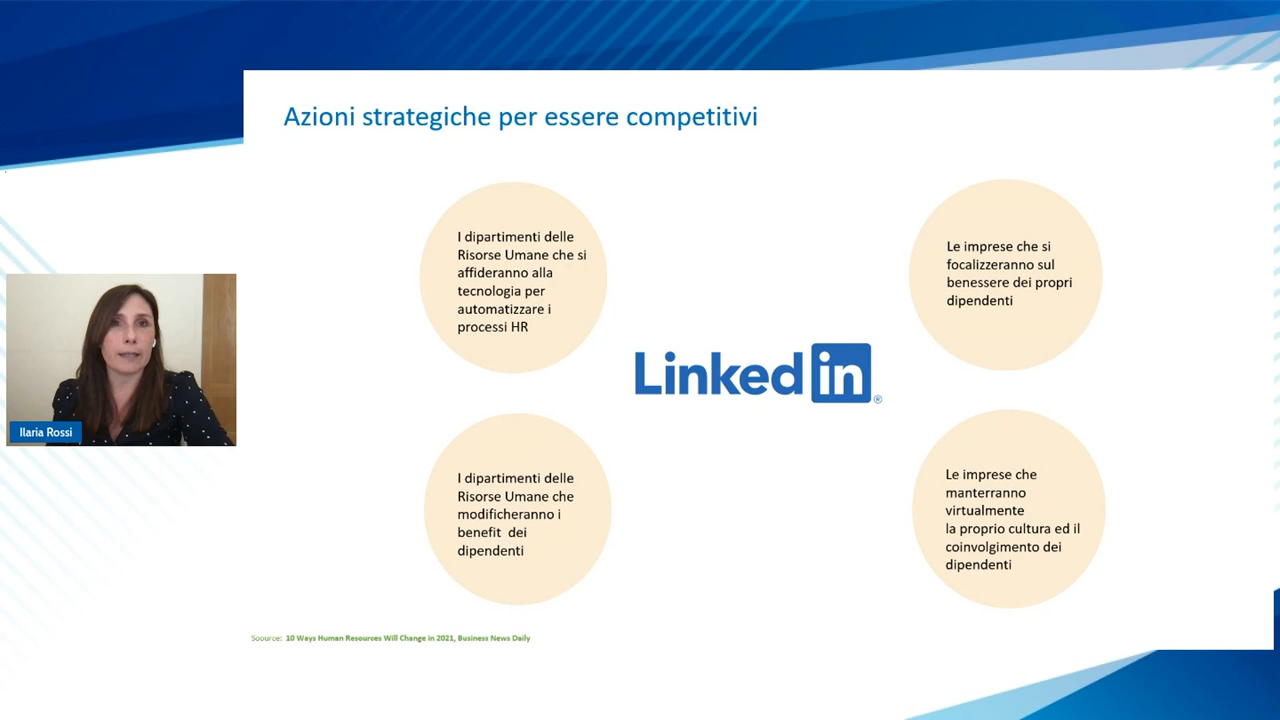 Azioni strategiche per essere competitivi
I dipartimenti delle
Risorse Umane che si
affideranno alla
tecnologia per
automatizzare i
processi HR
Le imprese che si
focalizzeranno sul
benessere dei propri
dipendenti
Linked in ®
Ilaria Rossi
I dipartimenti delle
Risorse Umane che
modificheranno i
benefit dei
dipendenti
Le imprese che
manterranno
virtualmente
la proprio cultura ed il
coinvolgimento dei
dipendenti
Soource: 10 Ways Human Resources Will Change in 2021, Business News Daily